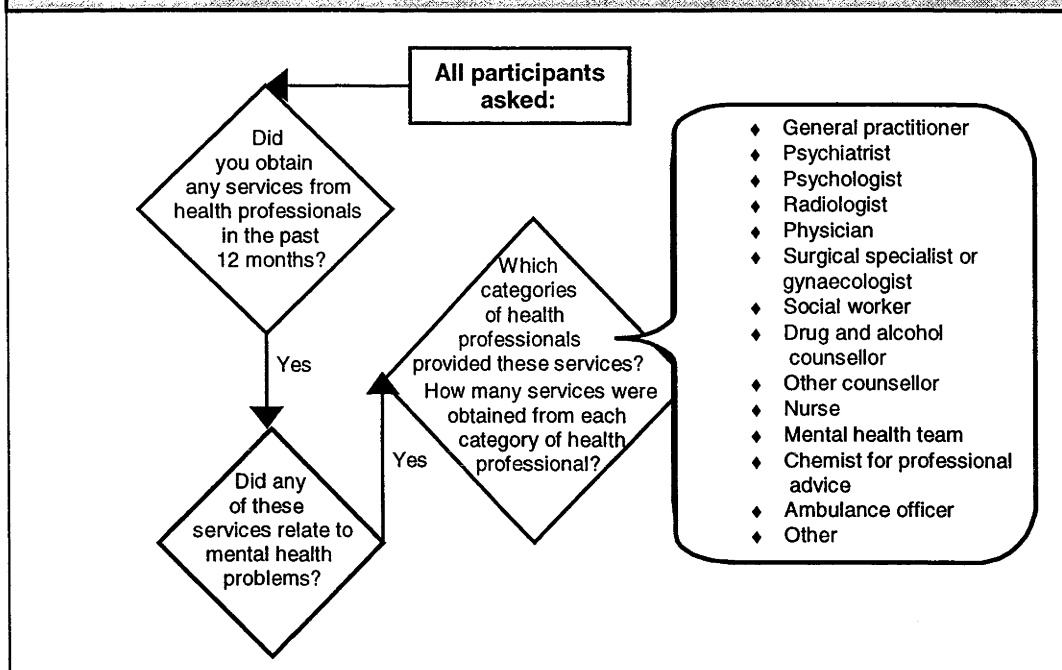 All participants
asked:
Did
you obtain
any services from
health professionals
in the past
12 months?
Yes
Did any
of these
services relate to
mental health
problems?
Yes
Which
categories
of health
professionals
provided these services?
How many services were
obtained from each
category of health
professional?
♦ General practitioner
♦ Psychiatrist
♦ Psychologist
♦ Radiologist
♦ Physician
♦ Surgical specialist or
gynaecologist
♦ Social worker
♦ Drug and alcohol
counsellor
♦ Other counsellor
♦ Nurse
♦ Mental health team
♦ Chemist for professional
advice
♦ Ambulance officer
♦ Other